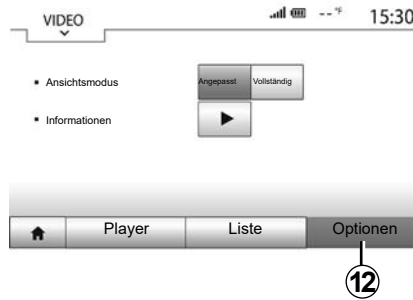 VIDEO
--°F 15:30
Ansichtsmodus Angepasst Vollständig
Informationen
Player Liste Optionen
12